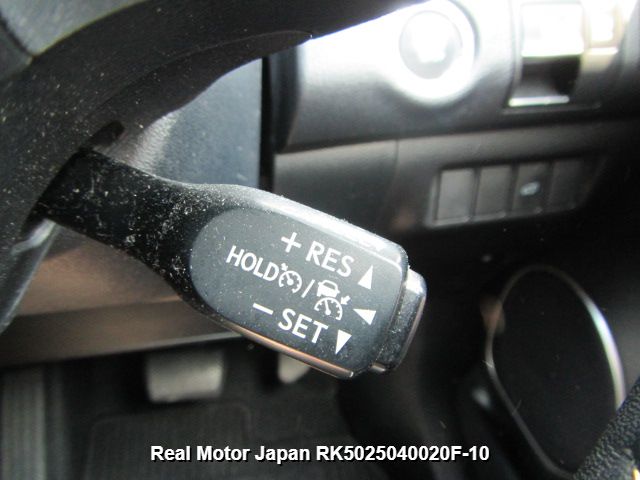 + RES
HOLD /
− SET
Real Motor Japan RK5025040020F-10